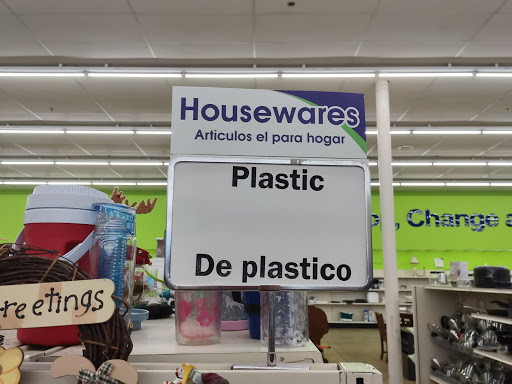 Housewares
Articulos el para hogar
Plastic
De plastico
, Change a
reetings